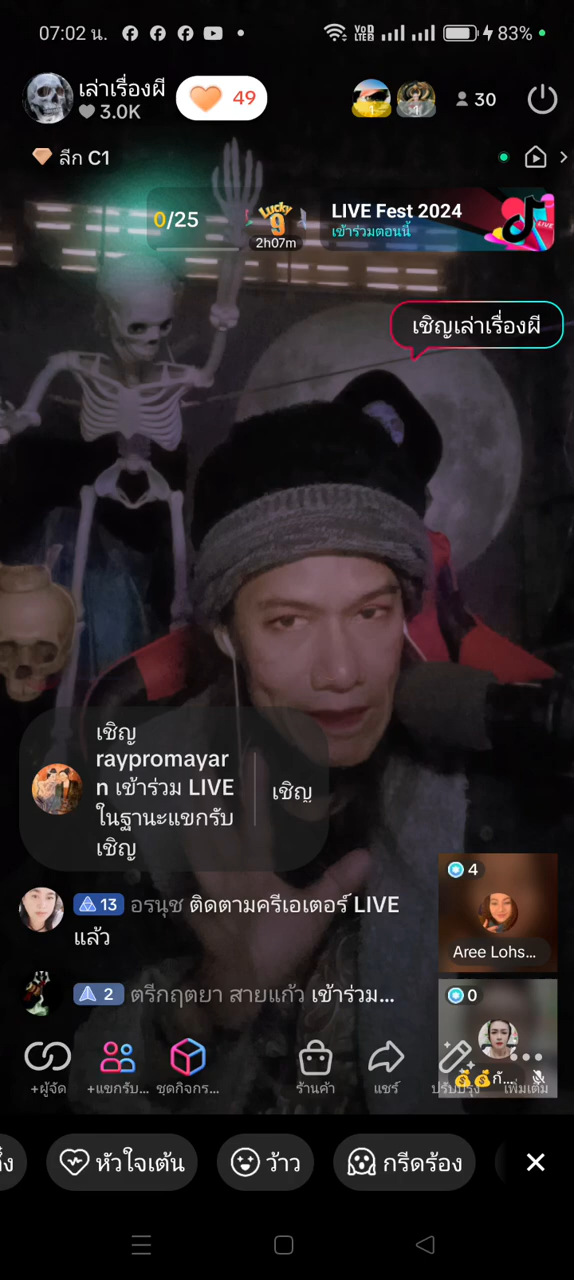 07:02 น.
83%
เล่าเรื่องผี
3.0K
49
1
30
ลีก C1
0/25
Lucky
9
2h07m
LIVE Fest 2024
เข้าร่วมตอนนี้
LIVE
เชิญเล่าเรื่องผี
เชิญ
raypromayar
n เข้าร่วม LIVE
ในฐานะแขกรับ
เชิญ
เชิญ
4
Aree Lohs...
13 อรนุช ติดตามครีเอเตอร์ LIVE
แล้ว
2 ตรีกฤตยา สายแก้ว เข้าร่วม...
0
💰💰กั...
+ผู้จัด
+แขกรับ...
ชุดกิจกร...
ร้านค้า
แชร์
ปรับปรุง
เพิ่มเติม
หัวใจเต้น
ว้าว
กรีดร้อง